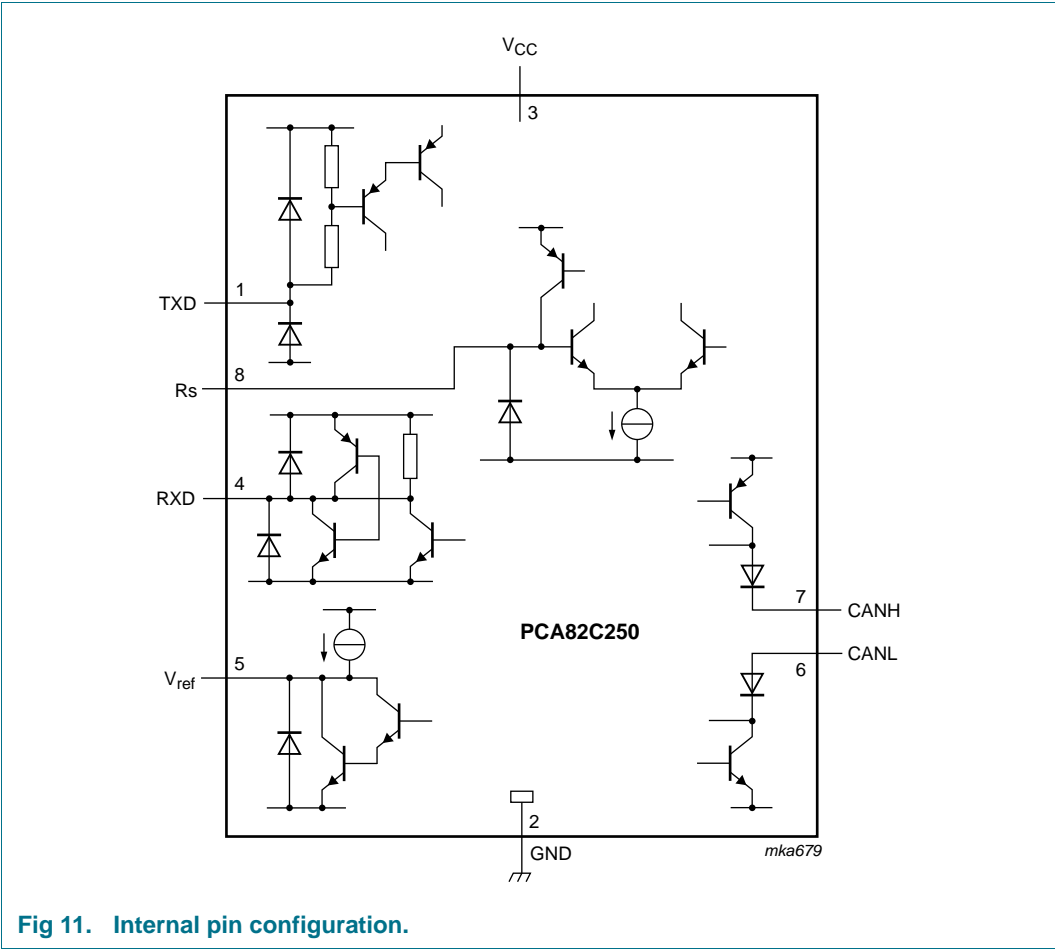 VCC
3
1
TXD
8
Rs
4
RXD
7
CANH
PCA82C250
CANL
6
5
Vref
2
GND
mka679
Fig 11. Internal pin configuration.